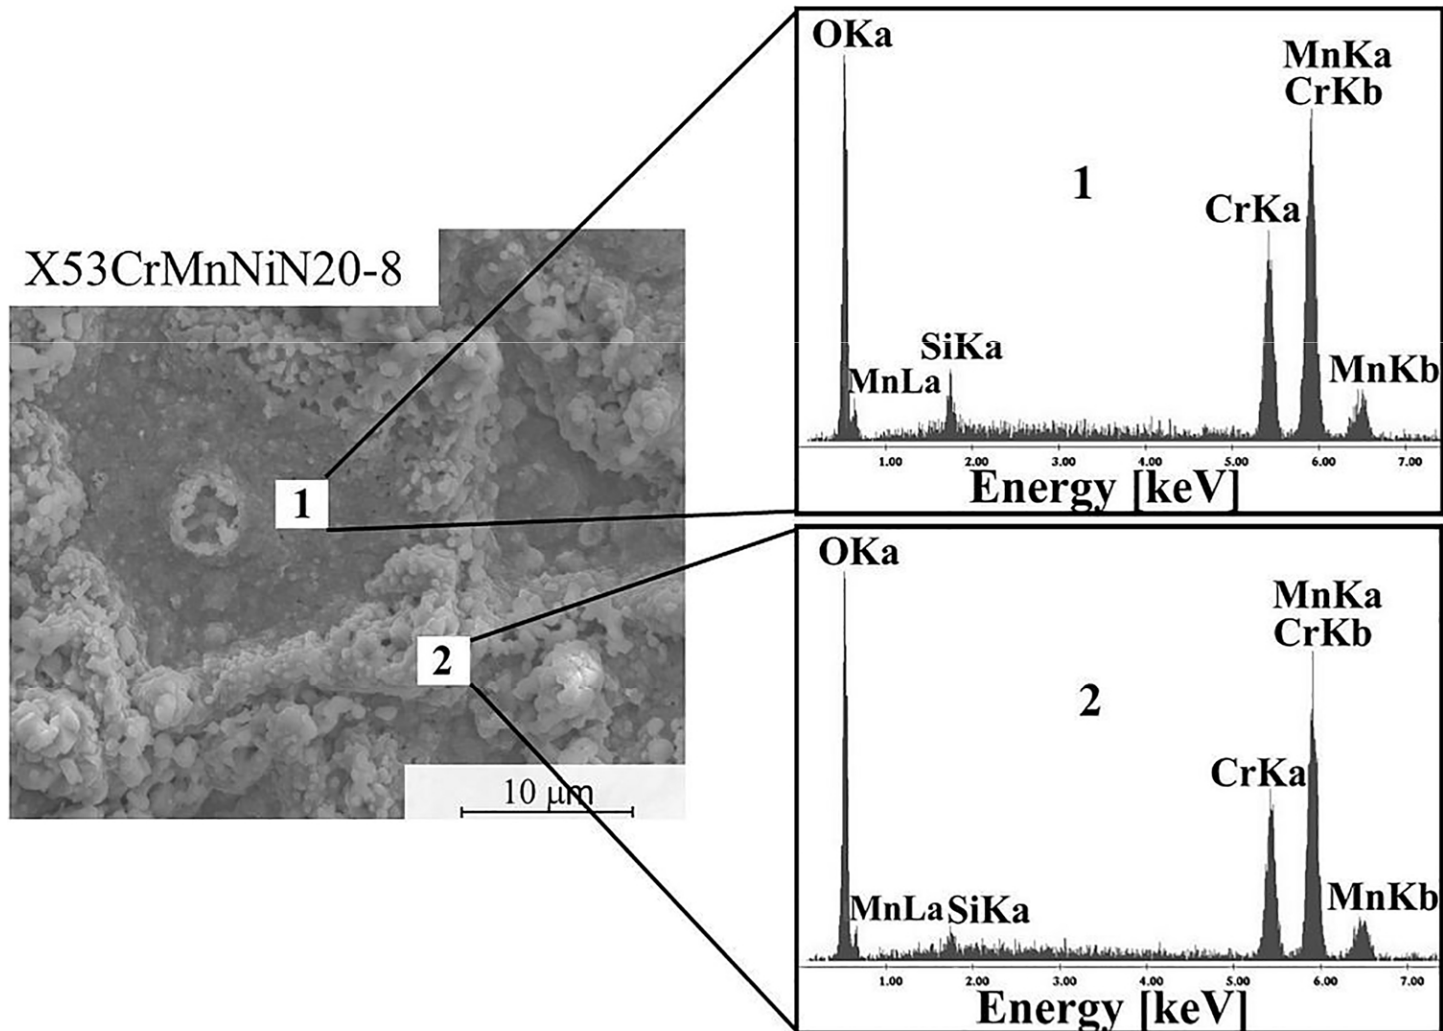 X53CrMnNiN20-8
1
2
10 μm
OKa
MnKa
CrKb
1
CrKa
SiKa
MnLa
MnKb
1.00 2.00 3.00 4.00 5.00 6.00 7.00
Energy [keV]
OKa
MnKa
CrKb
2
CrKa
MnLa SiKa
MnKb
1.00 2.00 3.00 4.00 5.00 6.00 7.00
Energy [keV]